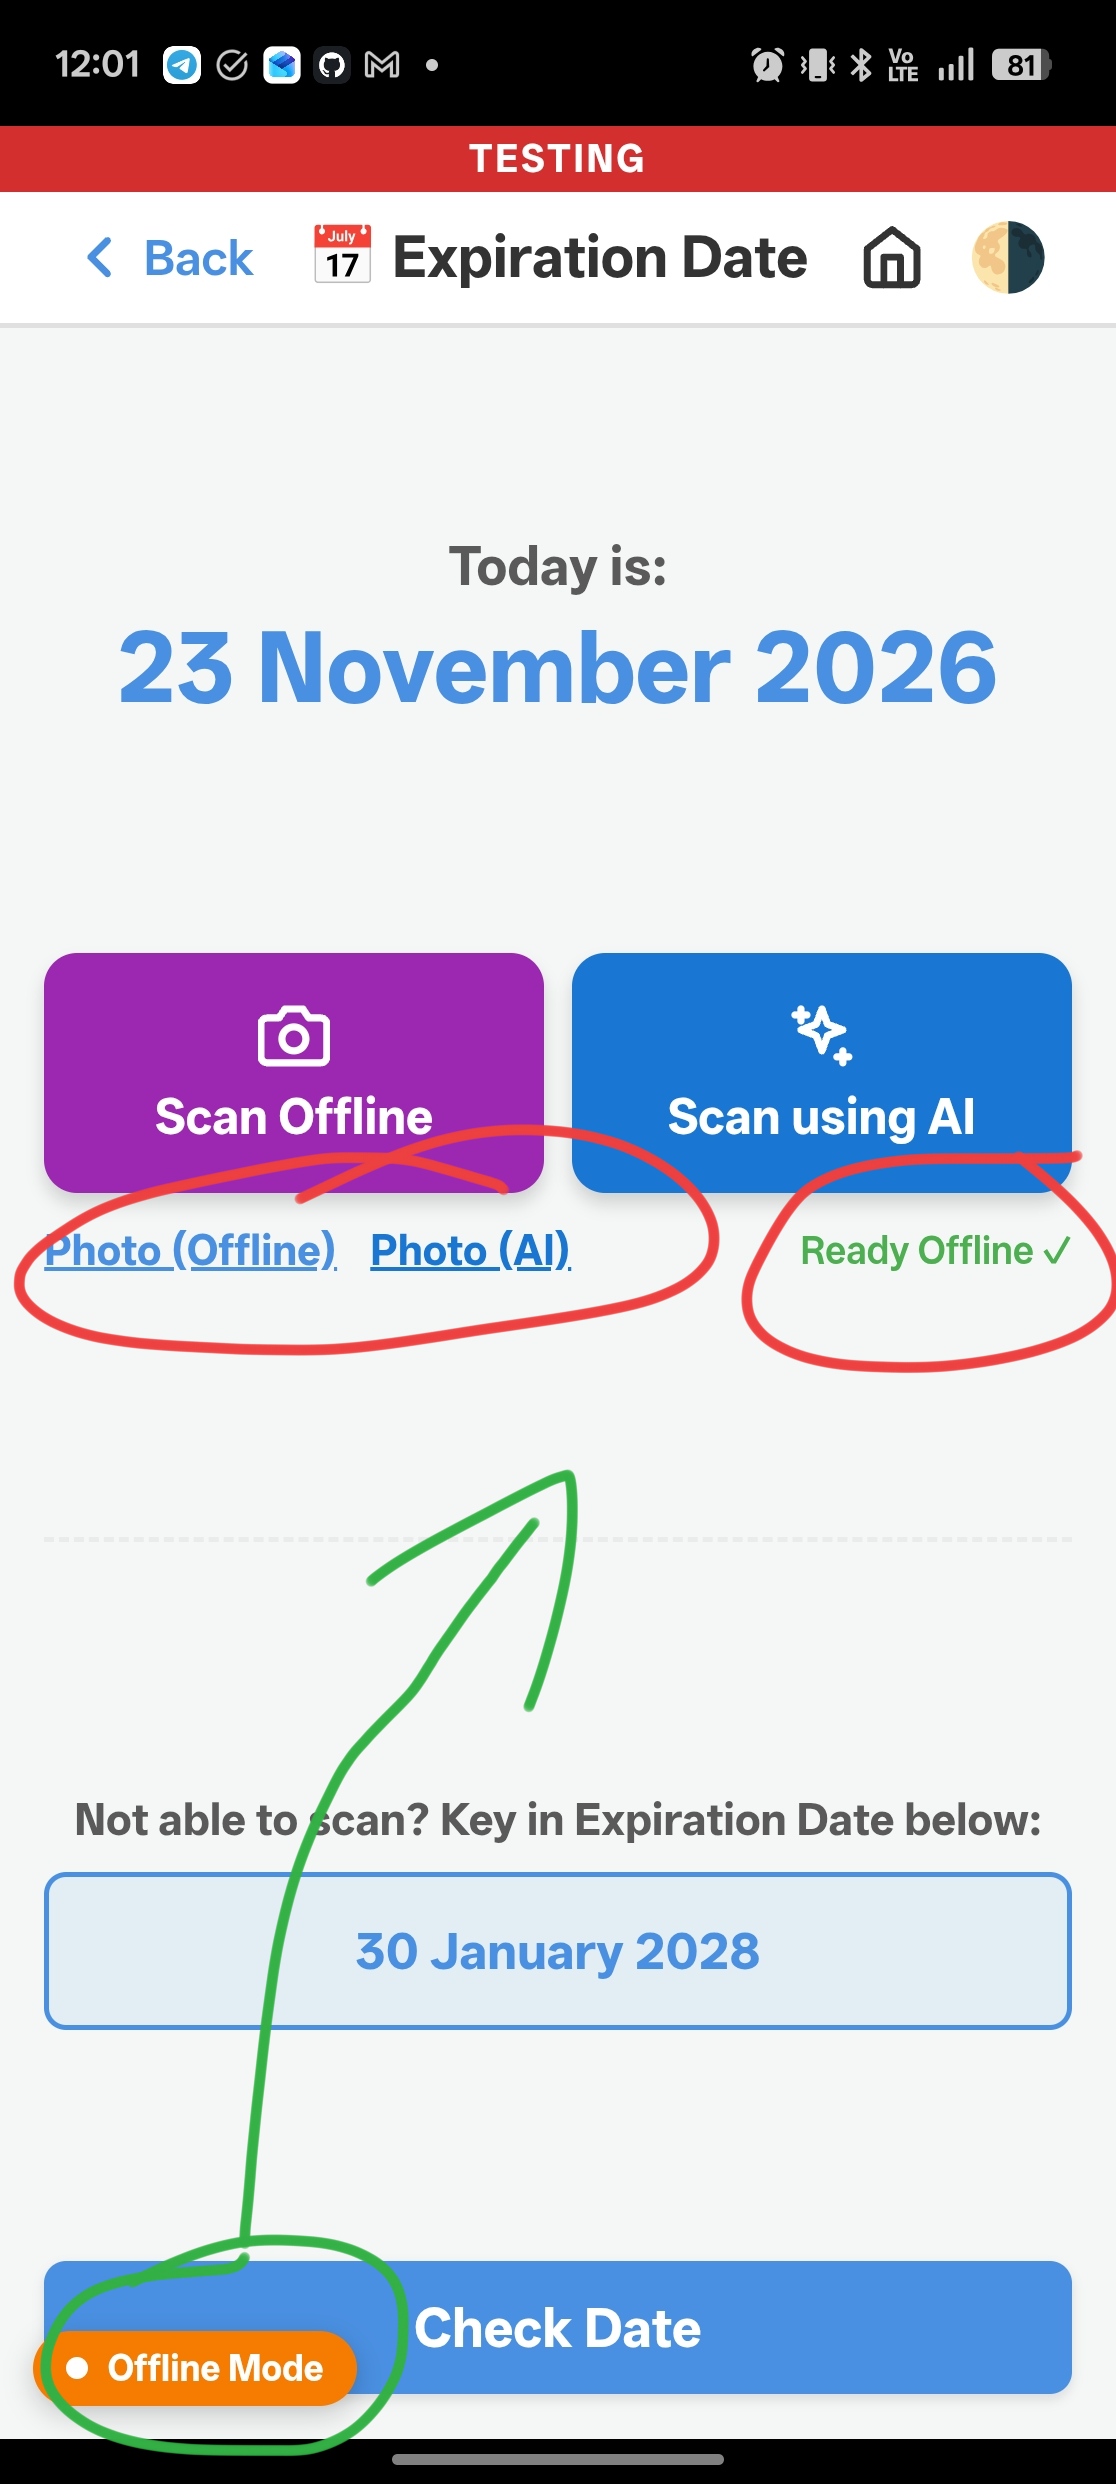 12:01 Vo LTE 81
TESTING
Back July 17 Expiration Date
Today is:
23 November 2026
Scan Offline Scan using AI
Photo (Offline) Photo (AI) Ready Offline ✓
Not able to scan? Key in Expiration Date below:
30 January 2028
Check Date
Offline Mode